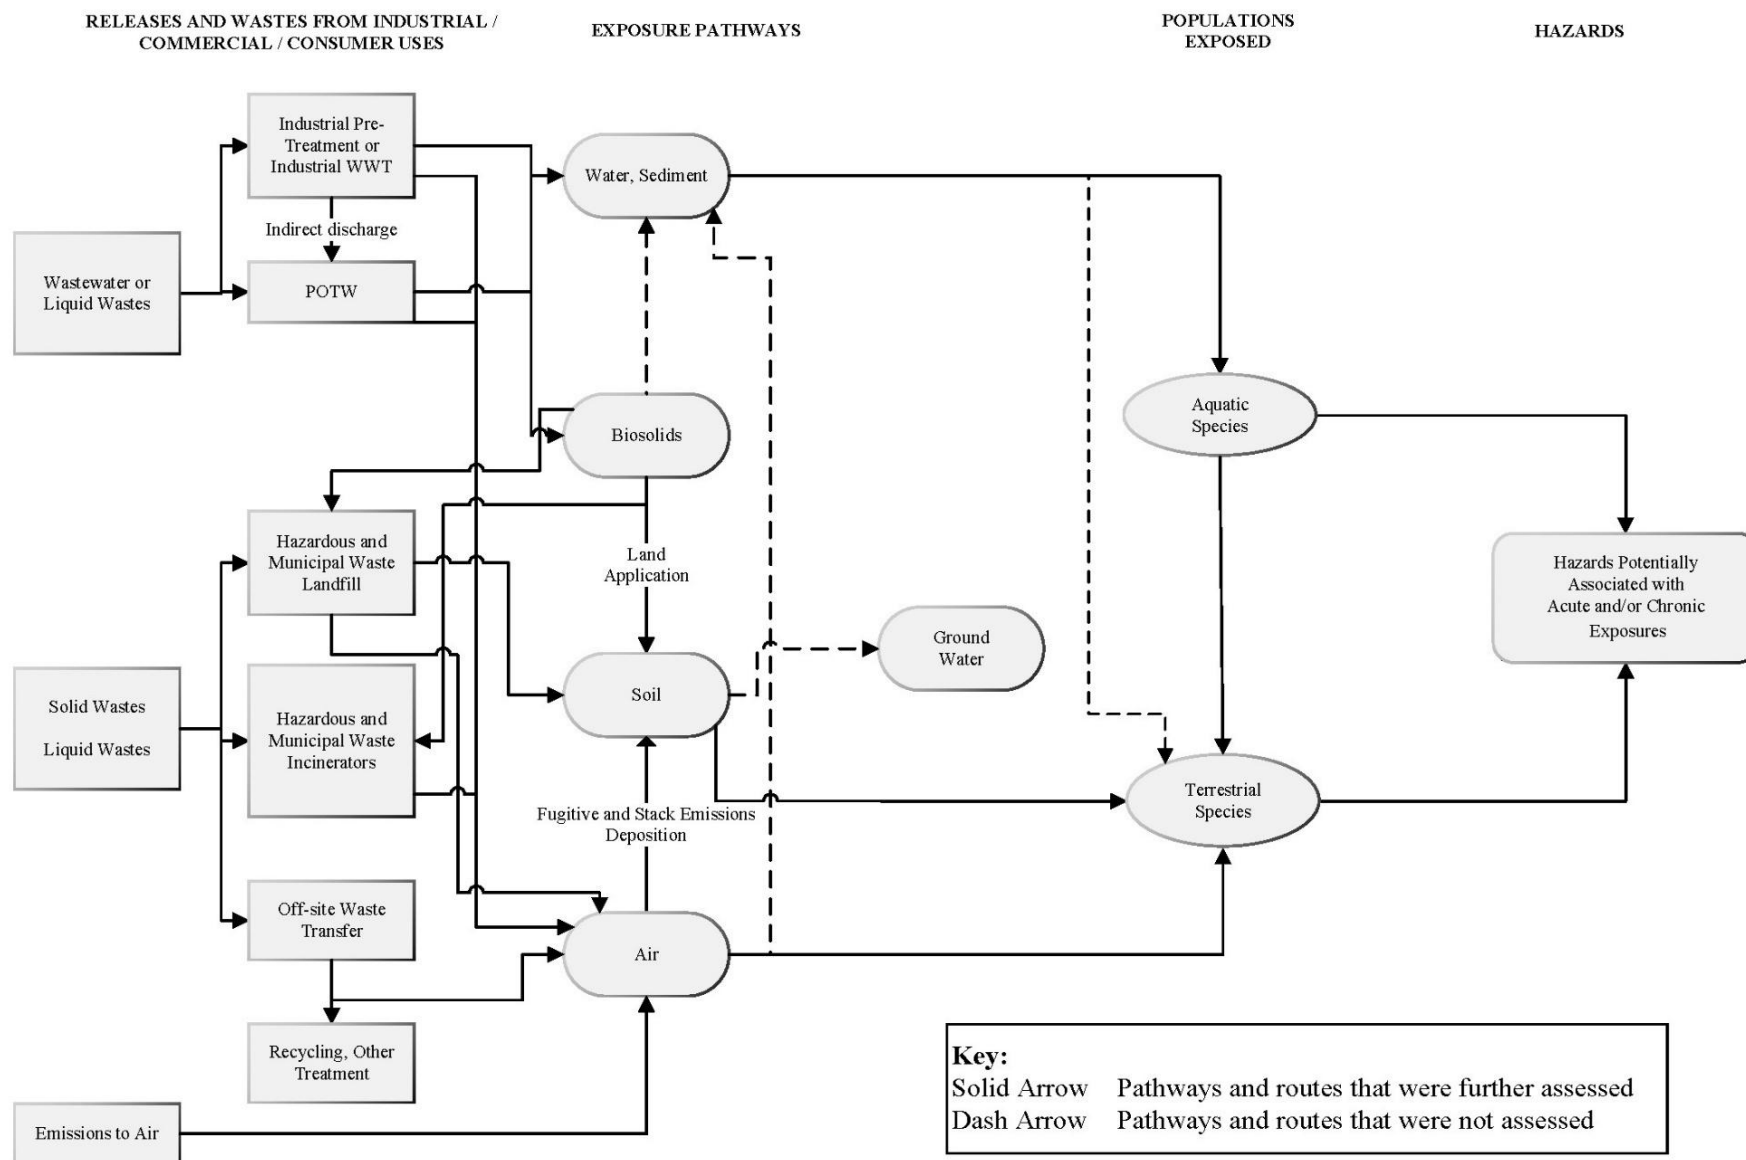 RELEASES AND WASTES FROM INDUSTRIAL /
COMMERCIAL / CONSUMER USES
EXPOSURE PATHWAYS
POPULATIONS
EXPOSED
HAZARDS
Industrial Pre-
Treatment or
Industrial WWT
Indirect discharge
POTW
Wastewater or
Liquid Wastes
Water, Sediment
Biosolids
Aquatic
Species
Hazardous and
Municipal Waste
Landfill
Land
Application
Hazards Potentially
Associated with
Acute and/or Chronic
Exposures
Ground
Water
Solid Wastes
Liquid Wastes
Hazardous and
Municipal Waste
Incinerators
Soil
Terrestrial
Species
Fugitive and Stack Emissions
Deposition
Off-site Waste
Transfer
Air
Recycling, Other
Treatment
Emissions to Air
Key:
Solid Arrow Pathways and routes that were further assessed
Dash Arrow Pathways and routes that were not assessed